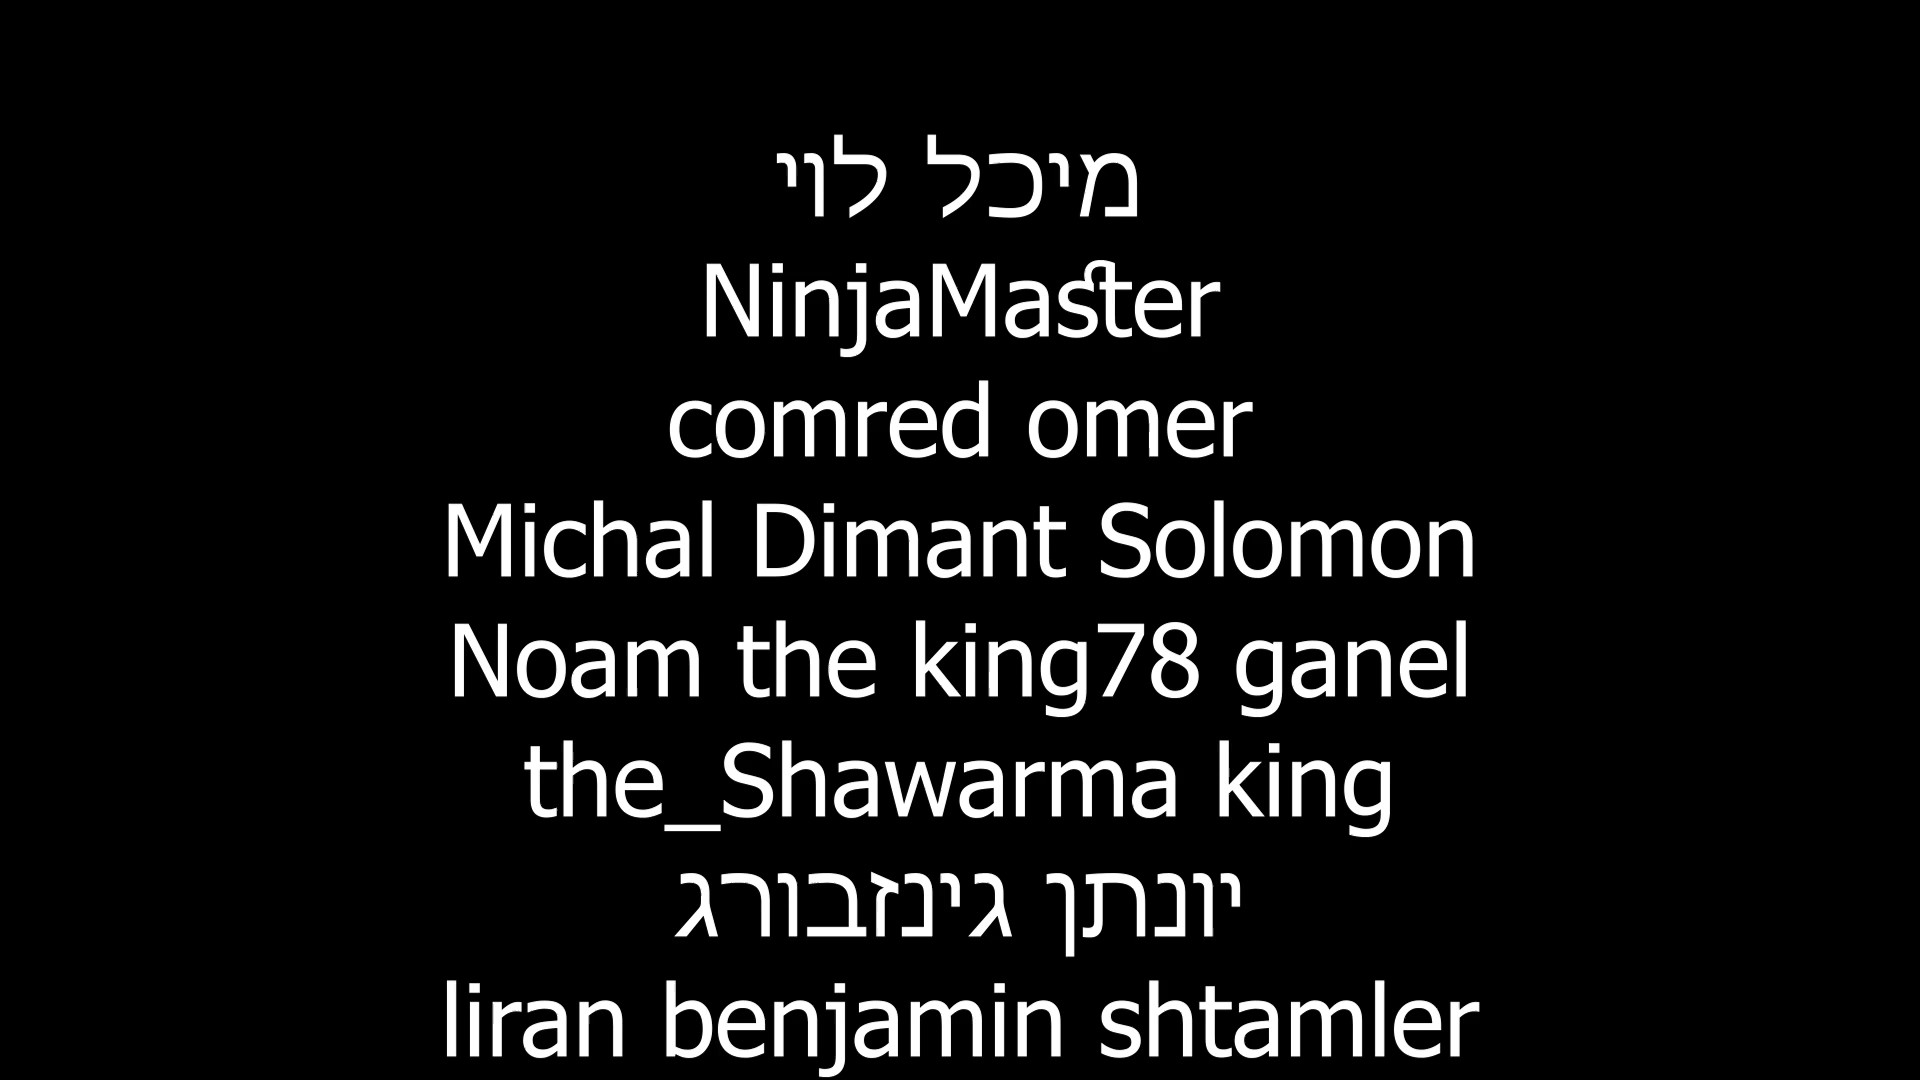 מיכל לוי
NinjaMaster
comred omer
Michal Dimant Solomon
Noam the king78 ganel
the_Shawarma king
יונתן גינזבורג
liran benjamin shtamler